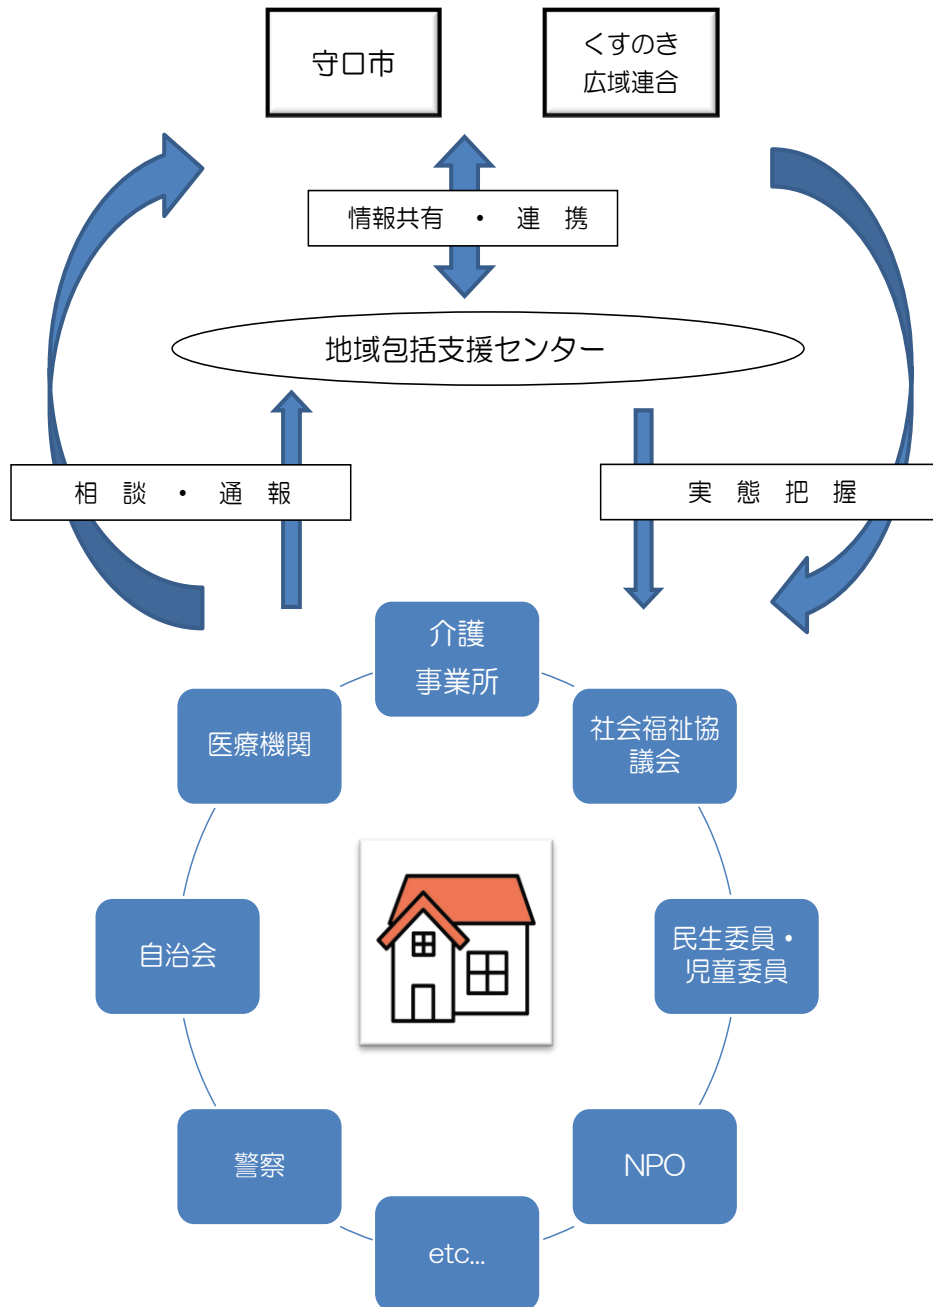 守口市
くすのき
広域連合
情報共有 ・ 連 携
地域包括支援センター
相 談 ・ 通 報
実 態 把 握
介護
事業所
医療機関
社会福祉協
議会
自治会
民生委員・
児童委員
警察
NPO
etc...